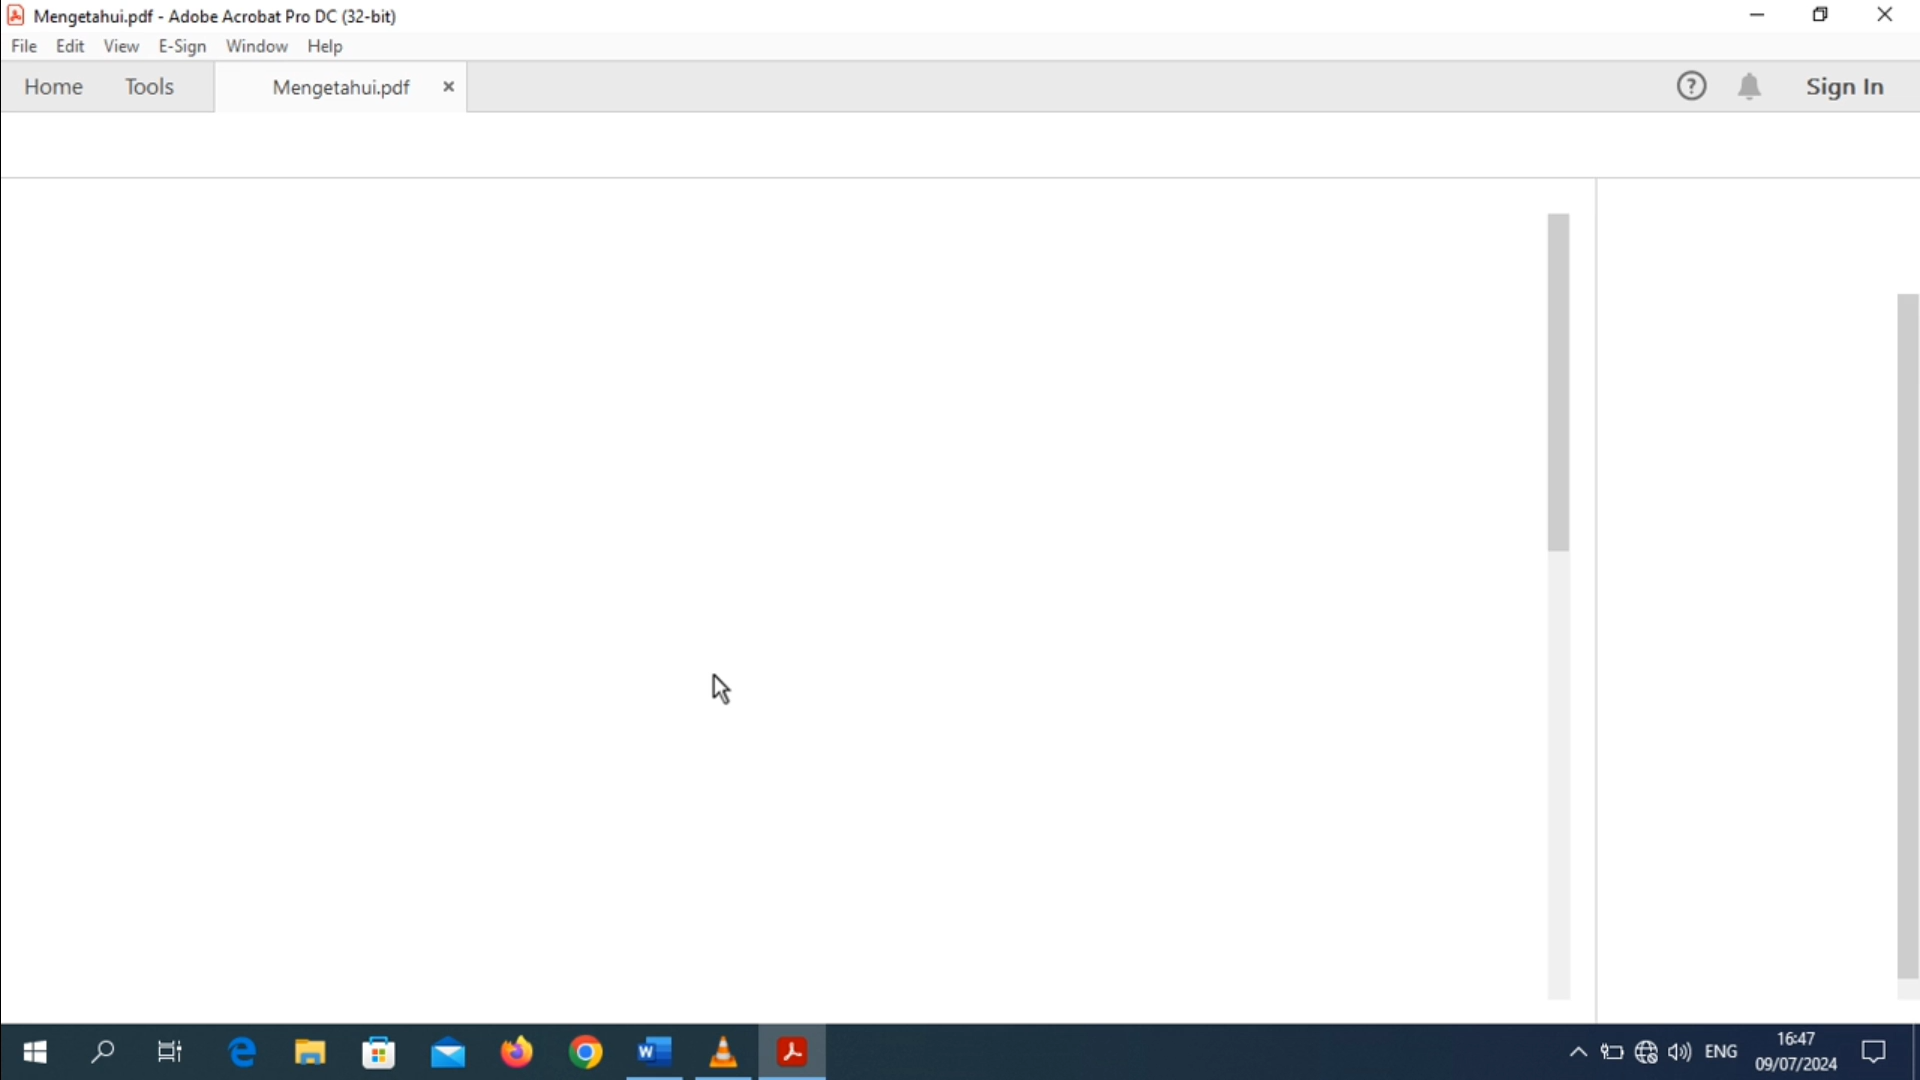 Mengetahui.pdf - Adobe Acrobat Pro DC (32-bit)
File Edit View E-Sign Window Help
Home Tools Mengetahui.pdf × ? Sign In
W ENG 16:47
09/07/2024